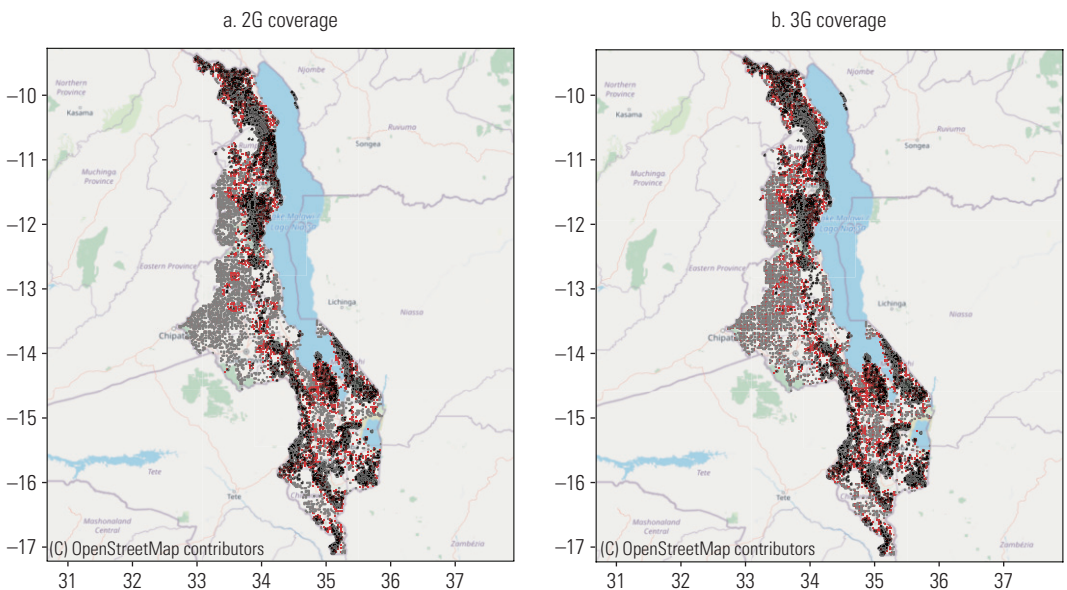 a. 2G coverage
b. 3G coverage
Northern
Province
Kasama
Njombe
Ruvuma
Songea
Muchinga
Province
Eastern Province
Lichinga
Niassa
Tete
Tete
Mashonaland
Central
Zambézia
(C) OpenStreetMap contributors
−10
−11
−12
−13
−14
−15
−16
−17
31
32
33
34
35
36
37
Northern
Province
Kasama
Njombe
Ruvuma
Songea
Muchinga
Province
Eastern Province
Lichinga
Niassa
Tete
Tete
Mashonaland
Central
Zambézia
(C) OpenStreetMap contributors
−10
−11
−12
−13
−14
−15
−16
−17
31
32
33
34
35
36
37